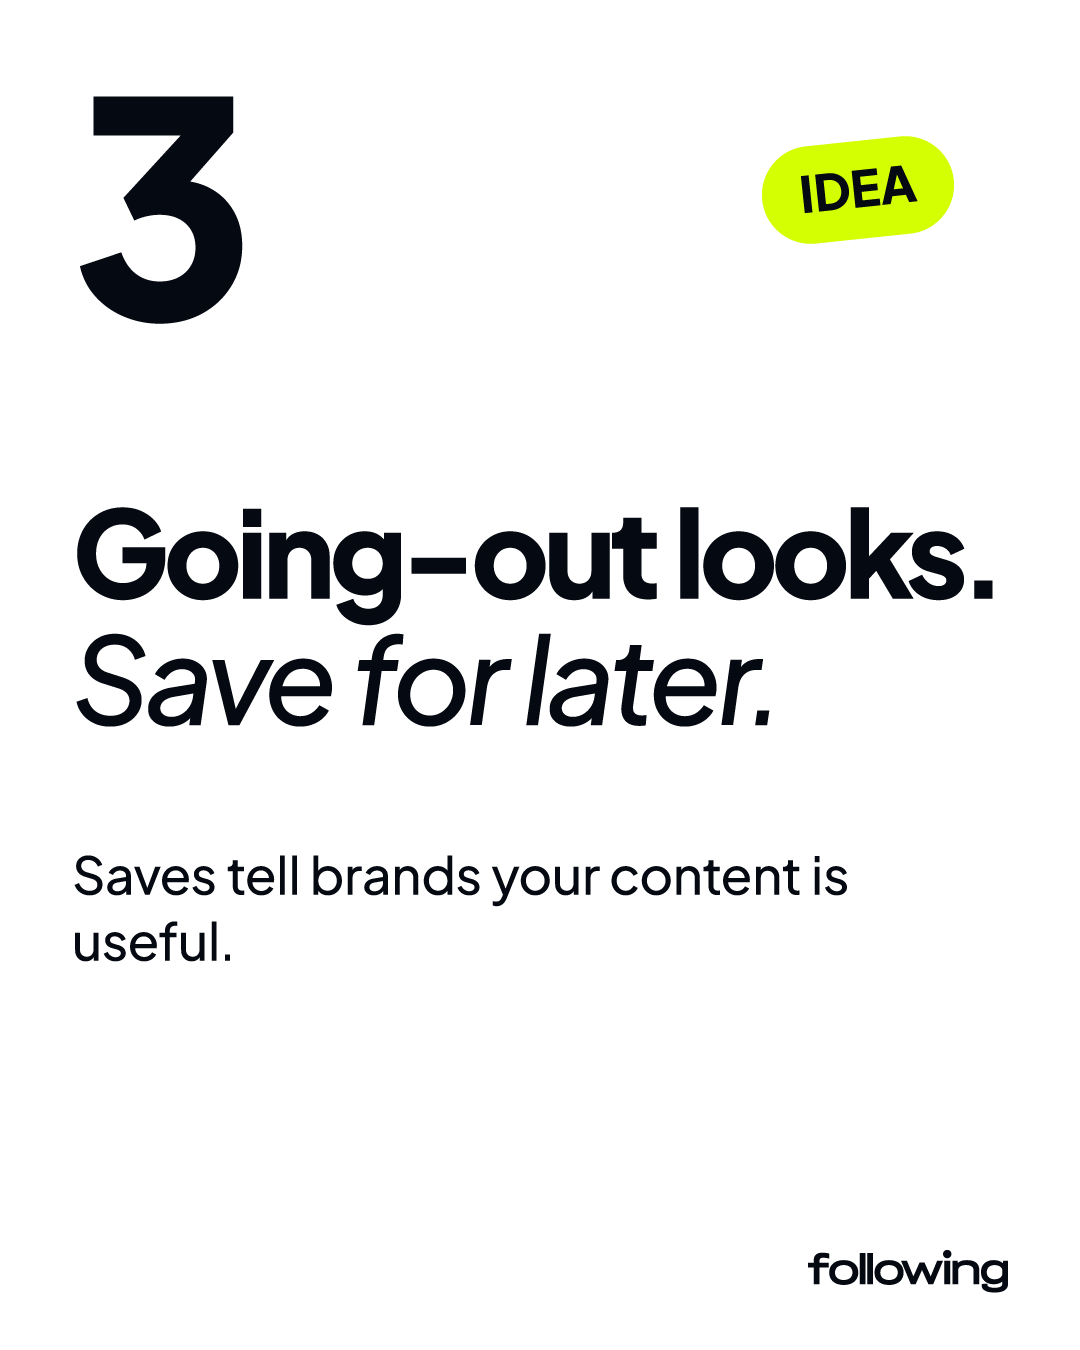 3
IDEA
Going-out looks.
Save for later.
Saves tell brands your content is
useful.
following